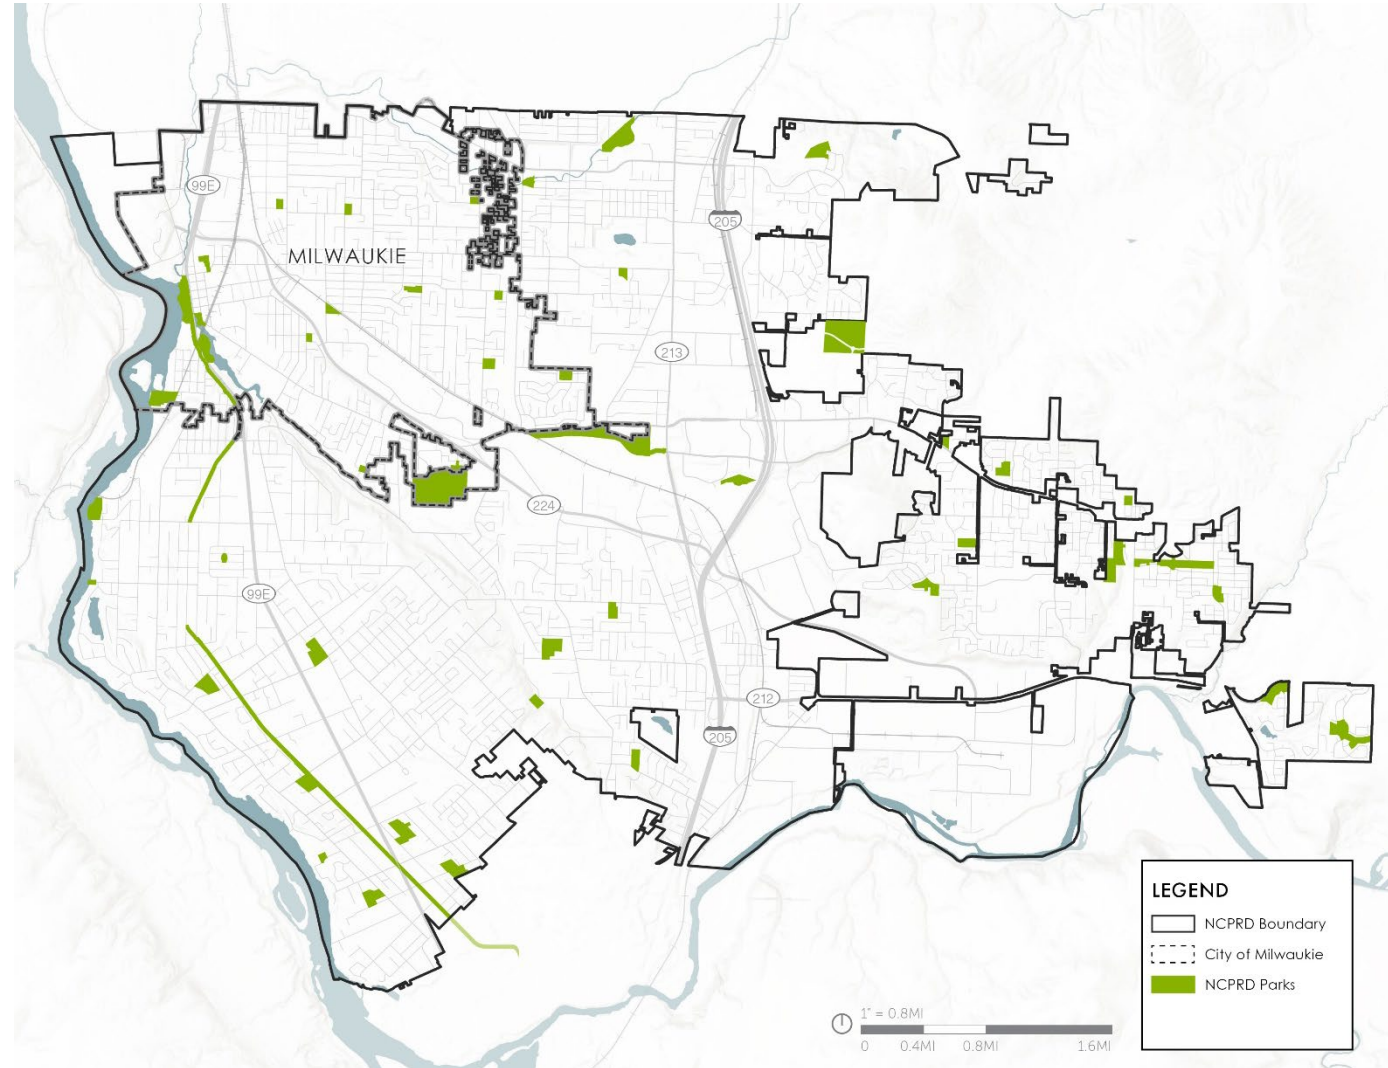 99E
205
MILWAUKIE
213
224
99E
212
205
LEGEND
NCPRD Boundary
City of Milwaukie
NCPRD Parks
1" = 0.8MI
0 0.4MI 0.8MI 1.6MI